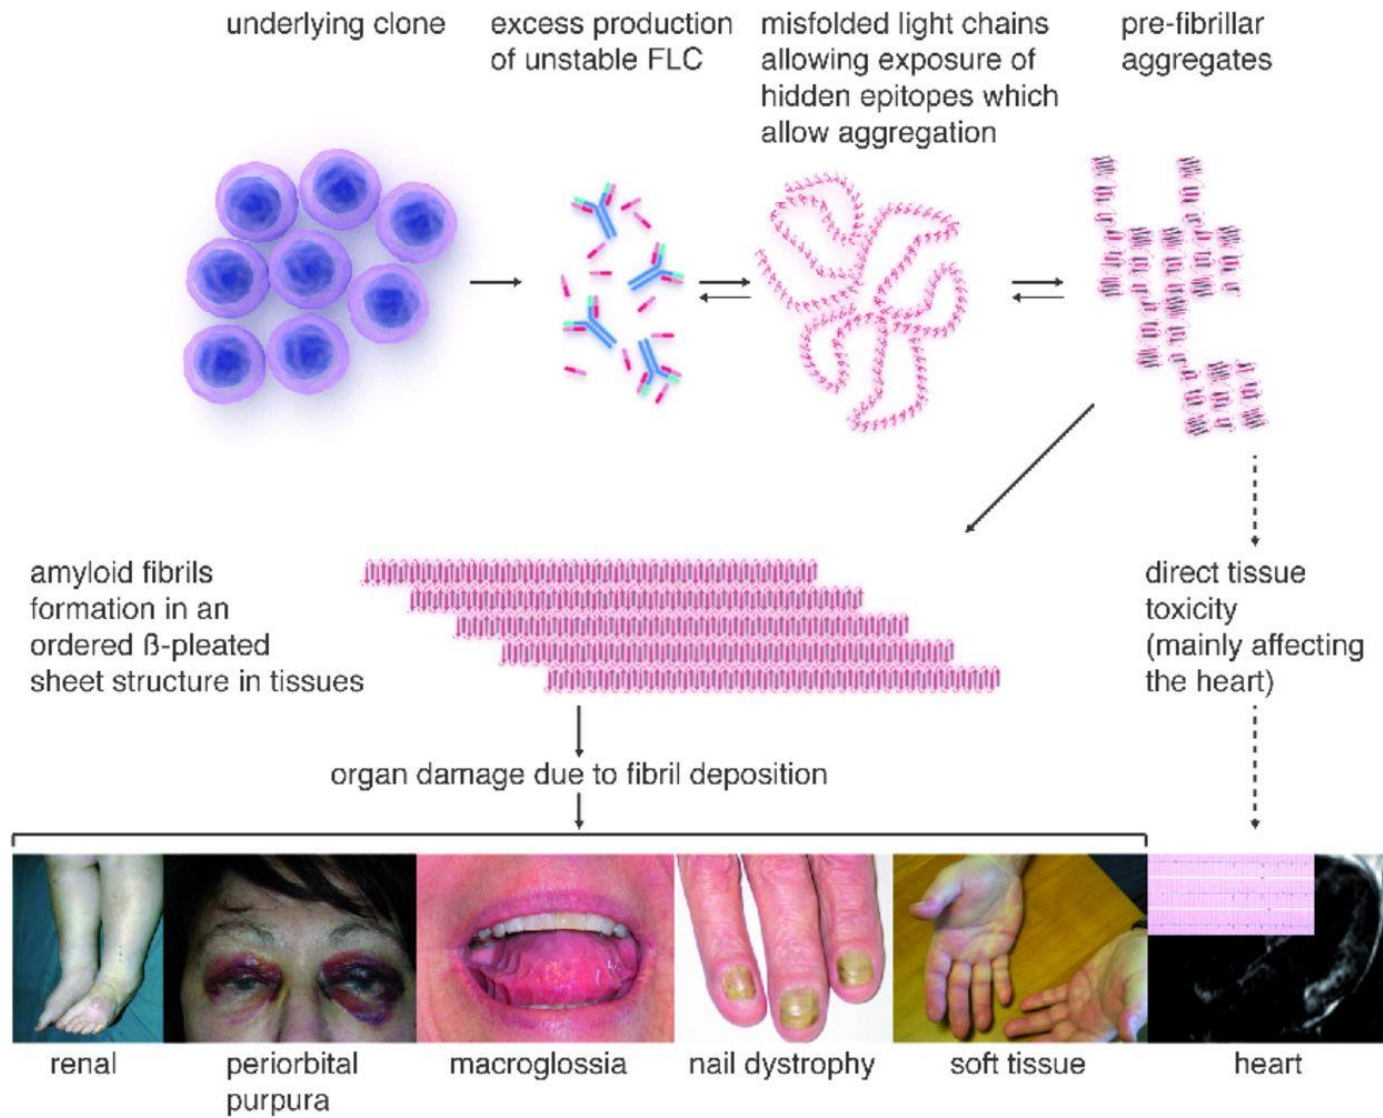 underlying clone
excess production
of unstable FLC
misfolded light chains
allowing exposure of
hidden epitopes which
allow aggregation
pre-fibrillar
aggregates
amyloid fibrils
formation in an
ordered ß-pleated
sheet structure in tissues
direct tissue
toxicity
(mainly affecting
the heart)
organ damage due to fibril deposition
renal
periorbital
purpura
macroglossia
nail dystrophy
soft tissue
heart